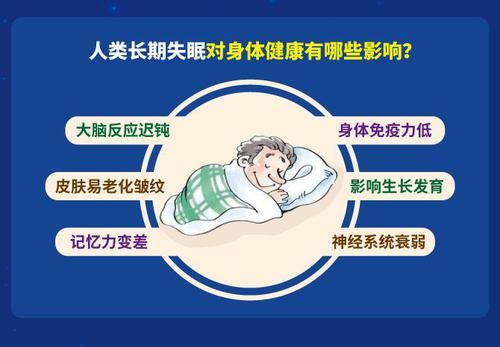 人类长期失眠对身体健康有哪些影响？
大脑反应迟钝
身体免疫力低
皮肤易老化皱纹
影响生长发育
记忆力变差
神经系统衰弱